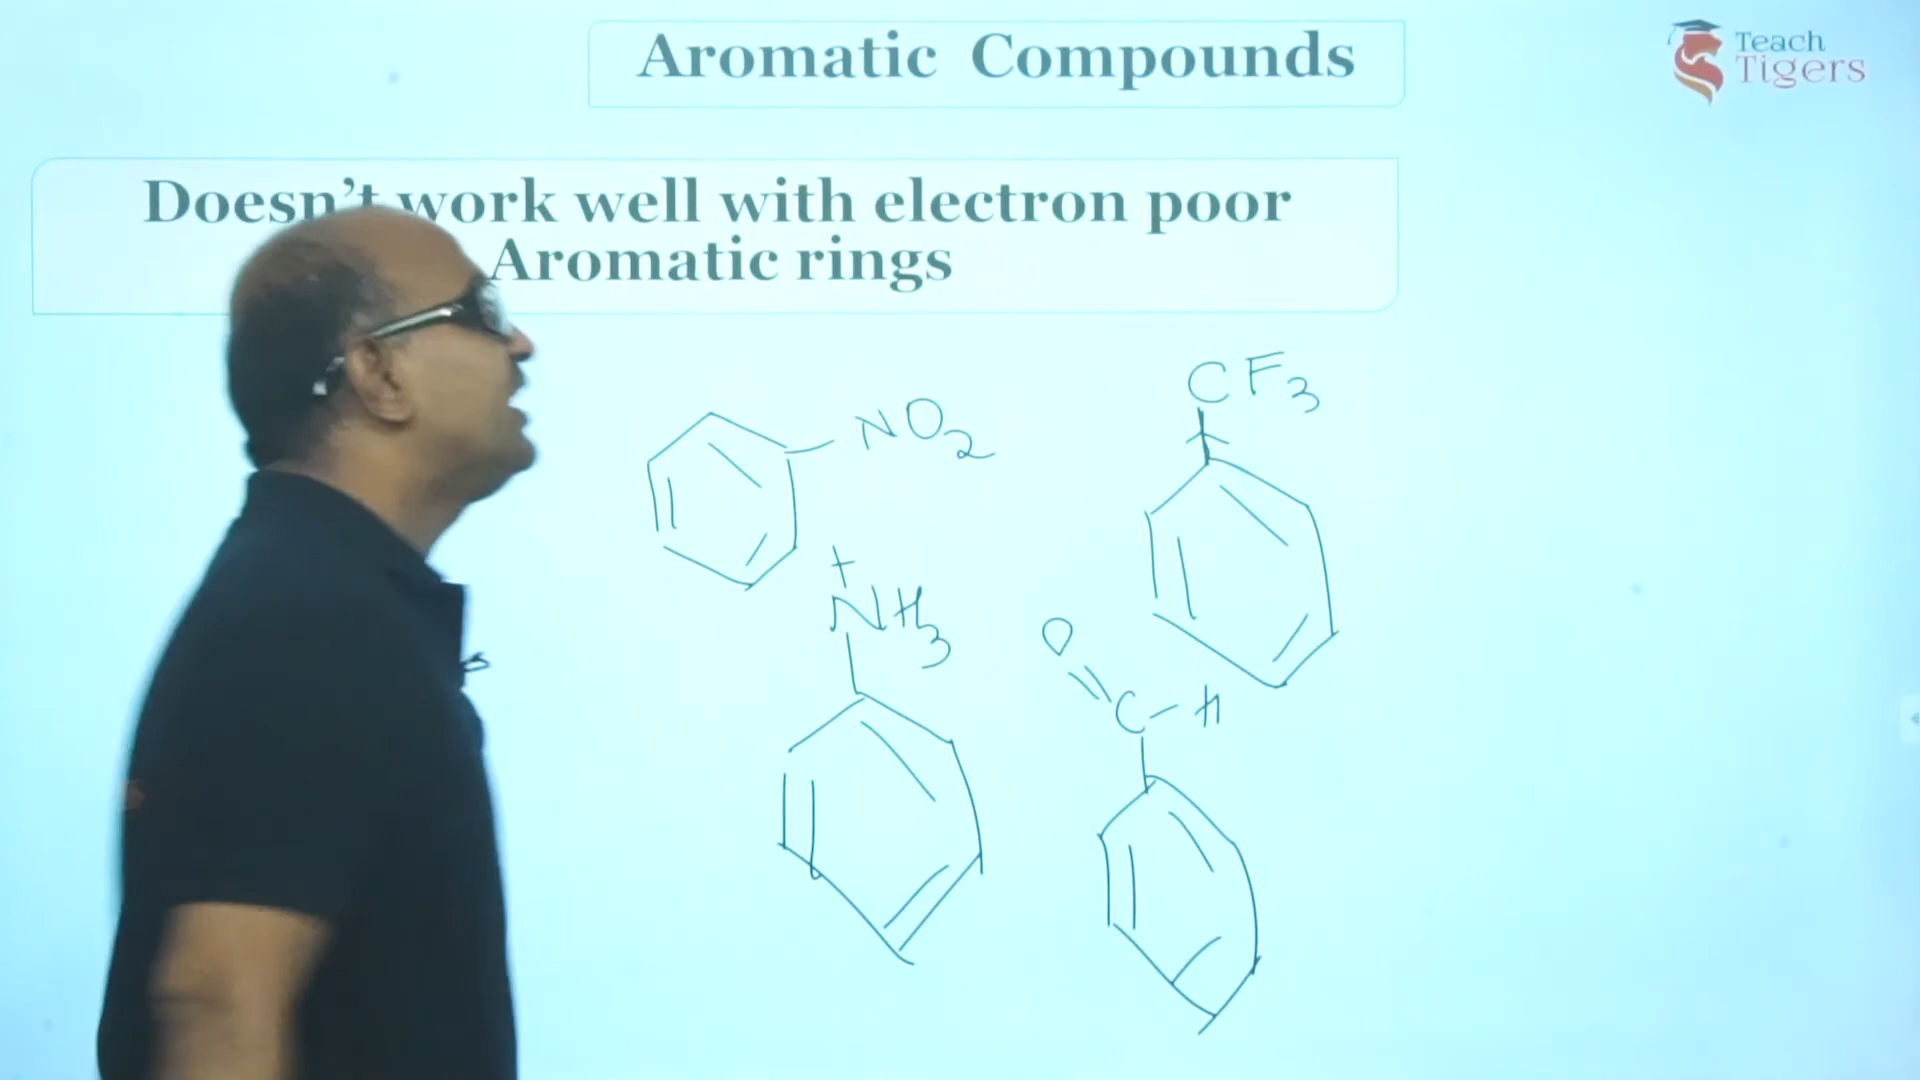 Aromatic Compounds
Teach
Tigers
Doesn't work well with electron poor
Aromatic rings
CF3
NO2
+
NH3
O
C-H